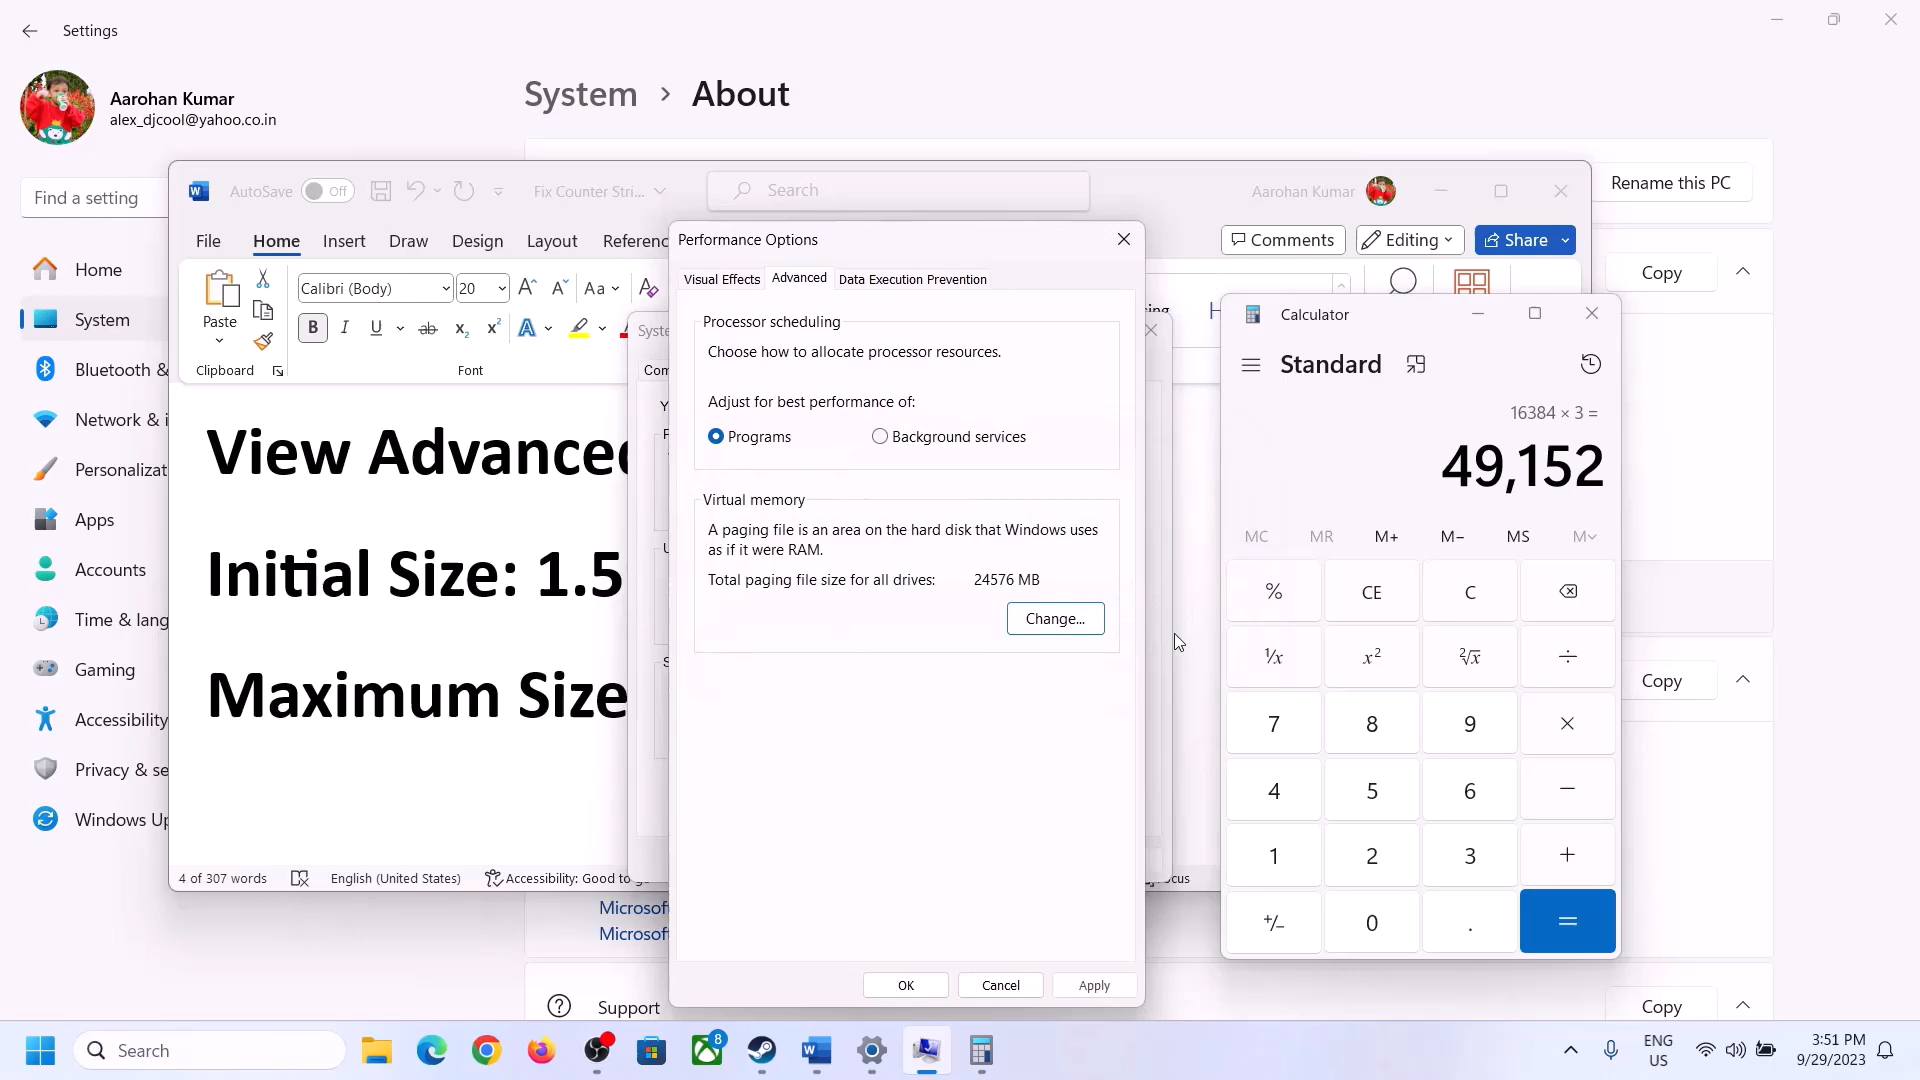 Settings
Aarohan Kumar
alex_djcool@yahoo.co.in
Find a setting
Home
System
Bluetooth &
Network & i
Personalizat
Apps
Accounts
Time & lang
Gaming
Accessibility
Privacy & se
Windows Up
System > About
Rename this PC
Copy
Copy
Copy
Support
AutoSave Off
Fix Counter Stri...
Search
Aarohan Kumar
File Home Insert Draw Design Layout Referenc
Comments Editing Share
Paste
Calibri (Body) 20
Clipboard
Font
View Advanced
Initial Size: 1.5
Maximum Size
4 of 307 words
English (United States)
Accessibility: Good to g
Microsof
Microsof
Performance Options
Visual Effects Advanced Data Execution Prevention
Processor scheduling
Choose how to allocate processor resources.
Adjust for best performance of:
Programs Background services
Virtual memory
A paging file is an area on the hard disk that Windows uses
as if it were RAM.
Total paging file size for all drives: 24576 MB
Change...
OK Cancel Apply
Calculator
Standard
16384 × 3 =
49,152
MC MR M+ M− MS M
% CE C
¹/x x² ²√x ÷
7 8 9 ×
4 5 6 −
1 2 3 +
+/− 0 . =
Search
8
ENG
US
3:51 PM
9/29/2023